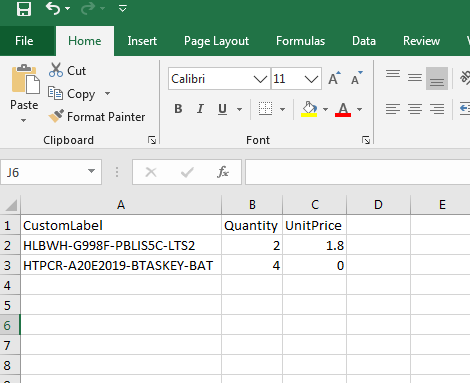 File Home Insert Page Layout Formulas Data Review
Cut
Copy
Format Painter
Paste
Calibri 11 A A
B I U A
Clipboard Font
J6 fx
A B C D E
1 CustomLabel Quantity UnitPrice
2 HLBWH-G998F-PBLIS5C-LTS2 2 1.8
3 HTPCR-A20E2019-BTASKEY-BAT 4 0
4
5
6
7
8